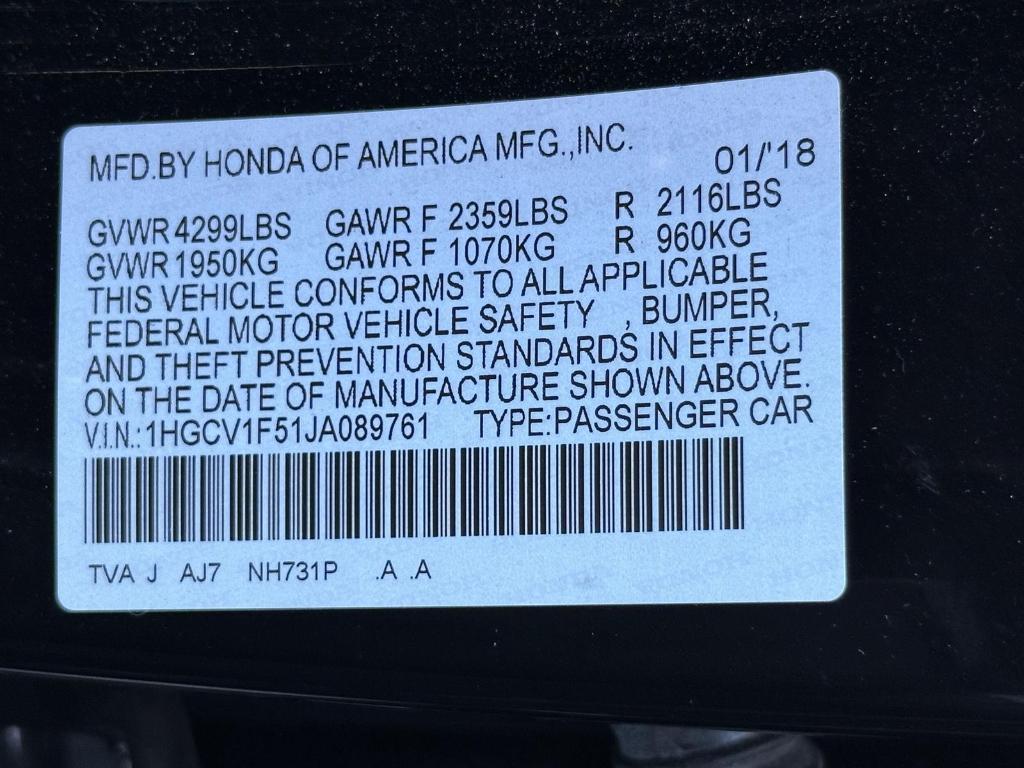 MFD.BY HONDA OF AMERICA MFG.,INC. 01/'18
GVWR 4299LBS GAWR F 2359LBS R 2116LBS
GVWR 1950KG GAWR F 1070KG R 960KG
THIS VEHICLE CONFORMS TO ALL APPLICABLE
FEDERAL MOTOR VEHICLE SAFETY , BUMPER,
AND THEFT PREVENTION STANDARDS IN EFFECT
ON THE DATE OF MANUFACTURE SHOWN ABOVE.
V.I.N.:1HGCV1F51JA089761 TYPE:PASSENGER CAR
TVA J AJ7 NH731P .A .A